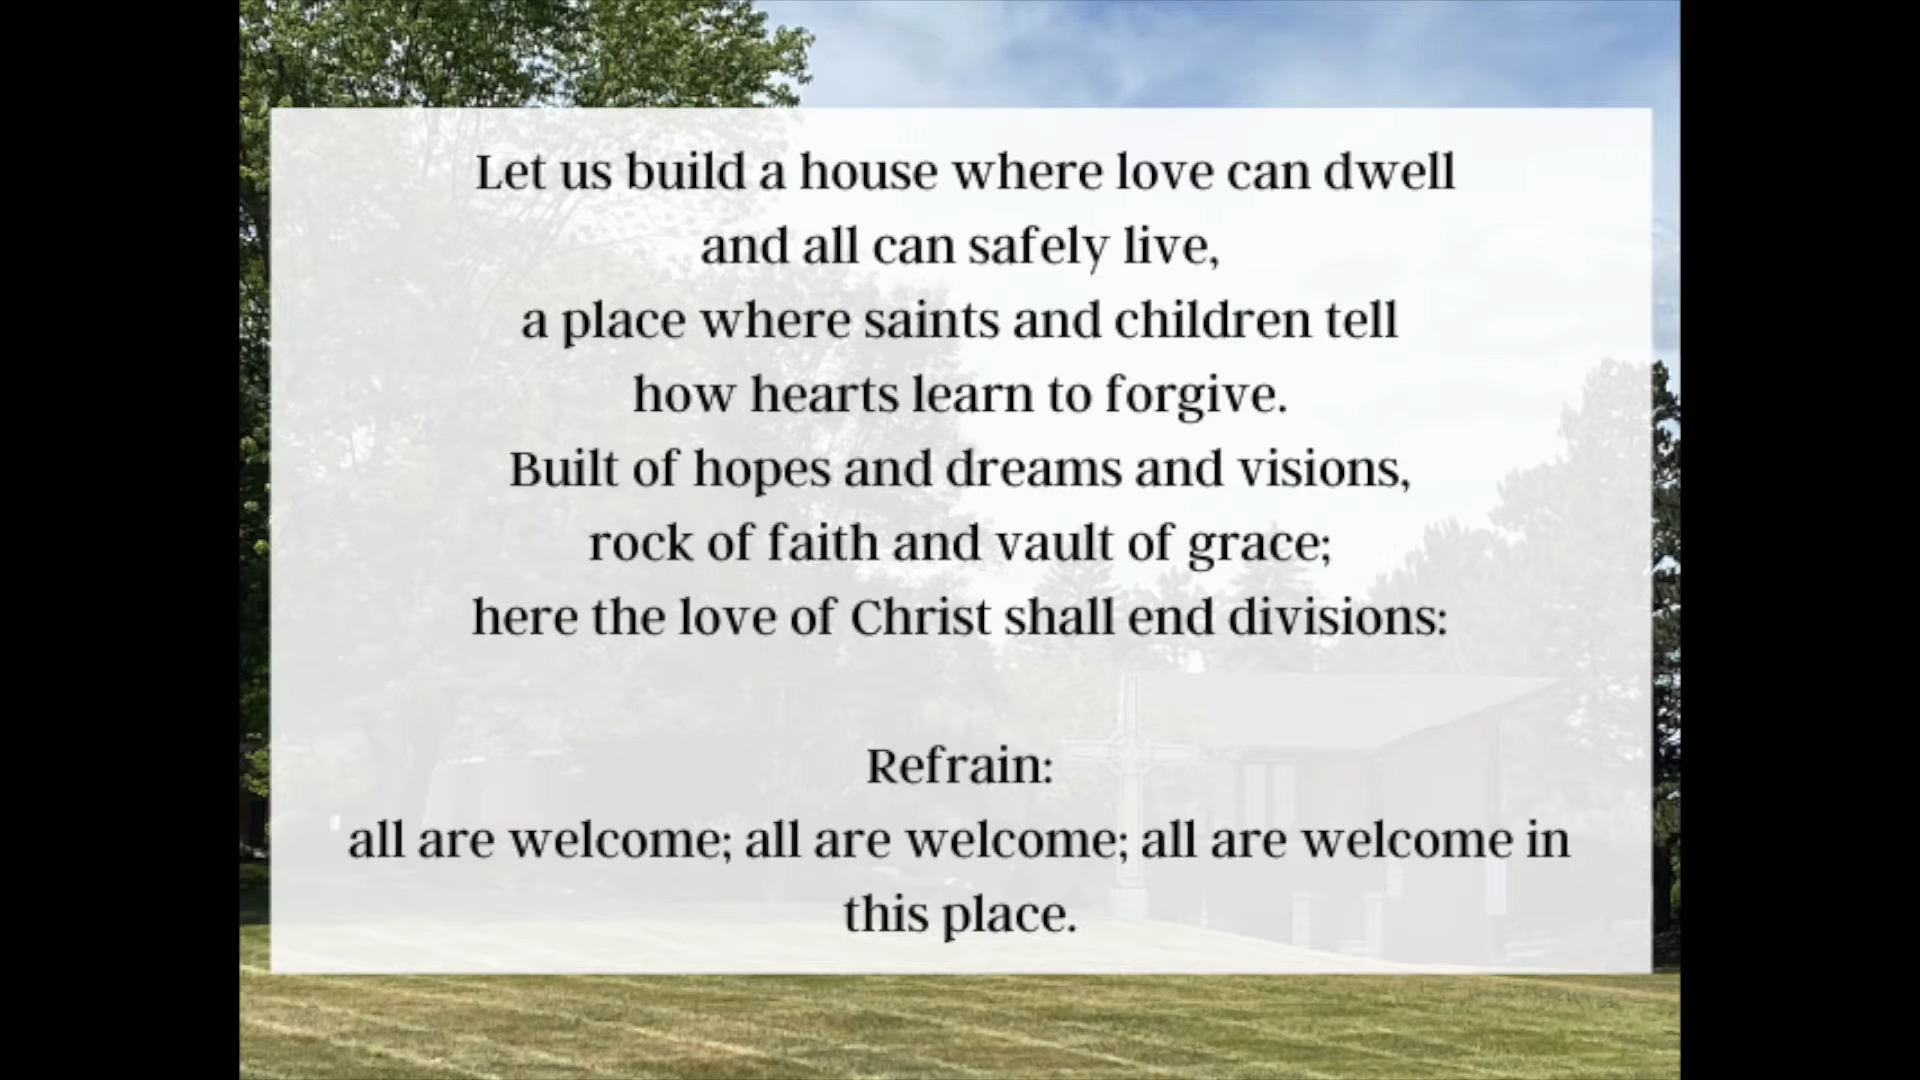 Let us build a house where love can dwell
and all can safely live,
a place where saints and children tell
how hearts learn to forgive.
Built of hopes and dreams and visions,
rock of faith and vault of grace;
here the love of Christ shall end divisions:
Refrain:
all are welcome; all are welcome; all are welcome in
this place.